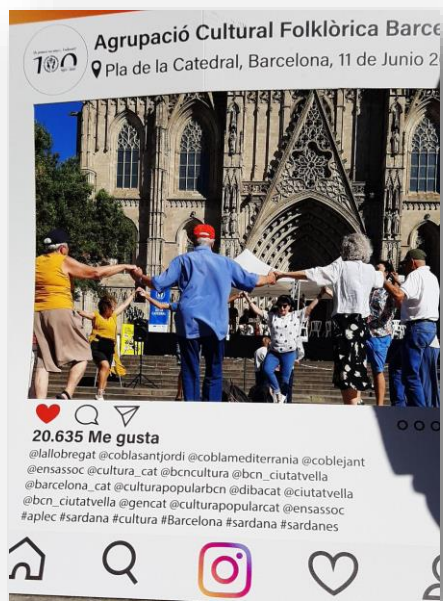 Agrupació Cultural Folklòrica Barce
100
Pla de la Catedral, Barcelona, 11 de Junio 2
20.635 Me gusta
@lallobregat @coblasantjordi @coblamediterrania @coblejant
@ensassoc @cultura_cat @bcncultura @bcn_ciutatvella
@barcelona_cat @culturapopularbcn @dibacat @ciutatvella
@bcn_ciutatvella @gencat @culturapopularcat @ensassoc
#aplec #sardana #cultura #Barcelona #sardana #sardanes